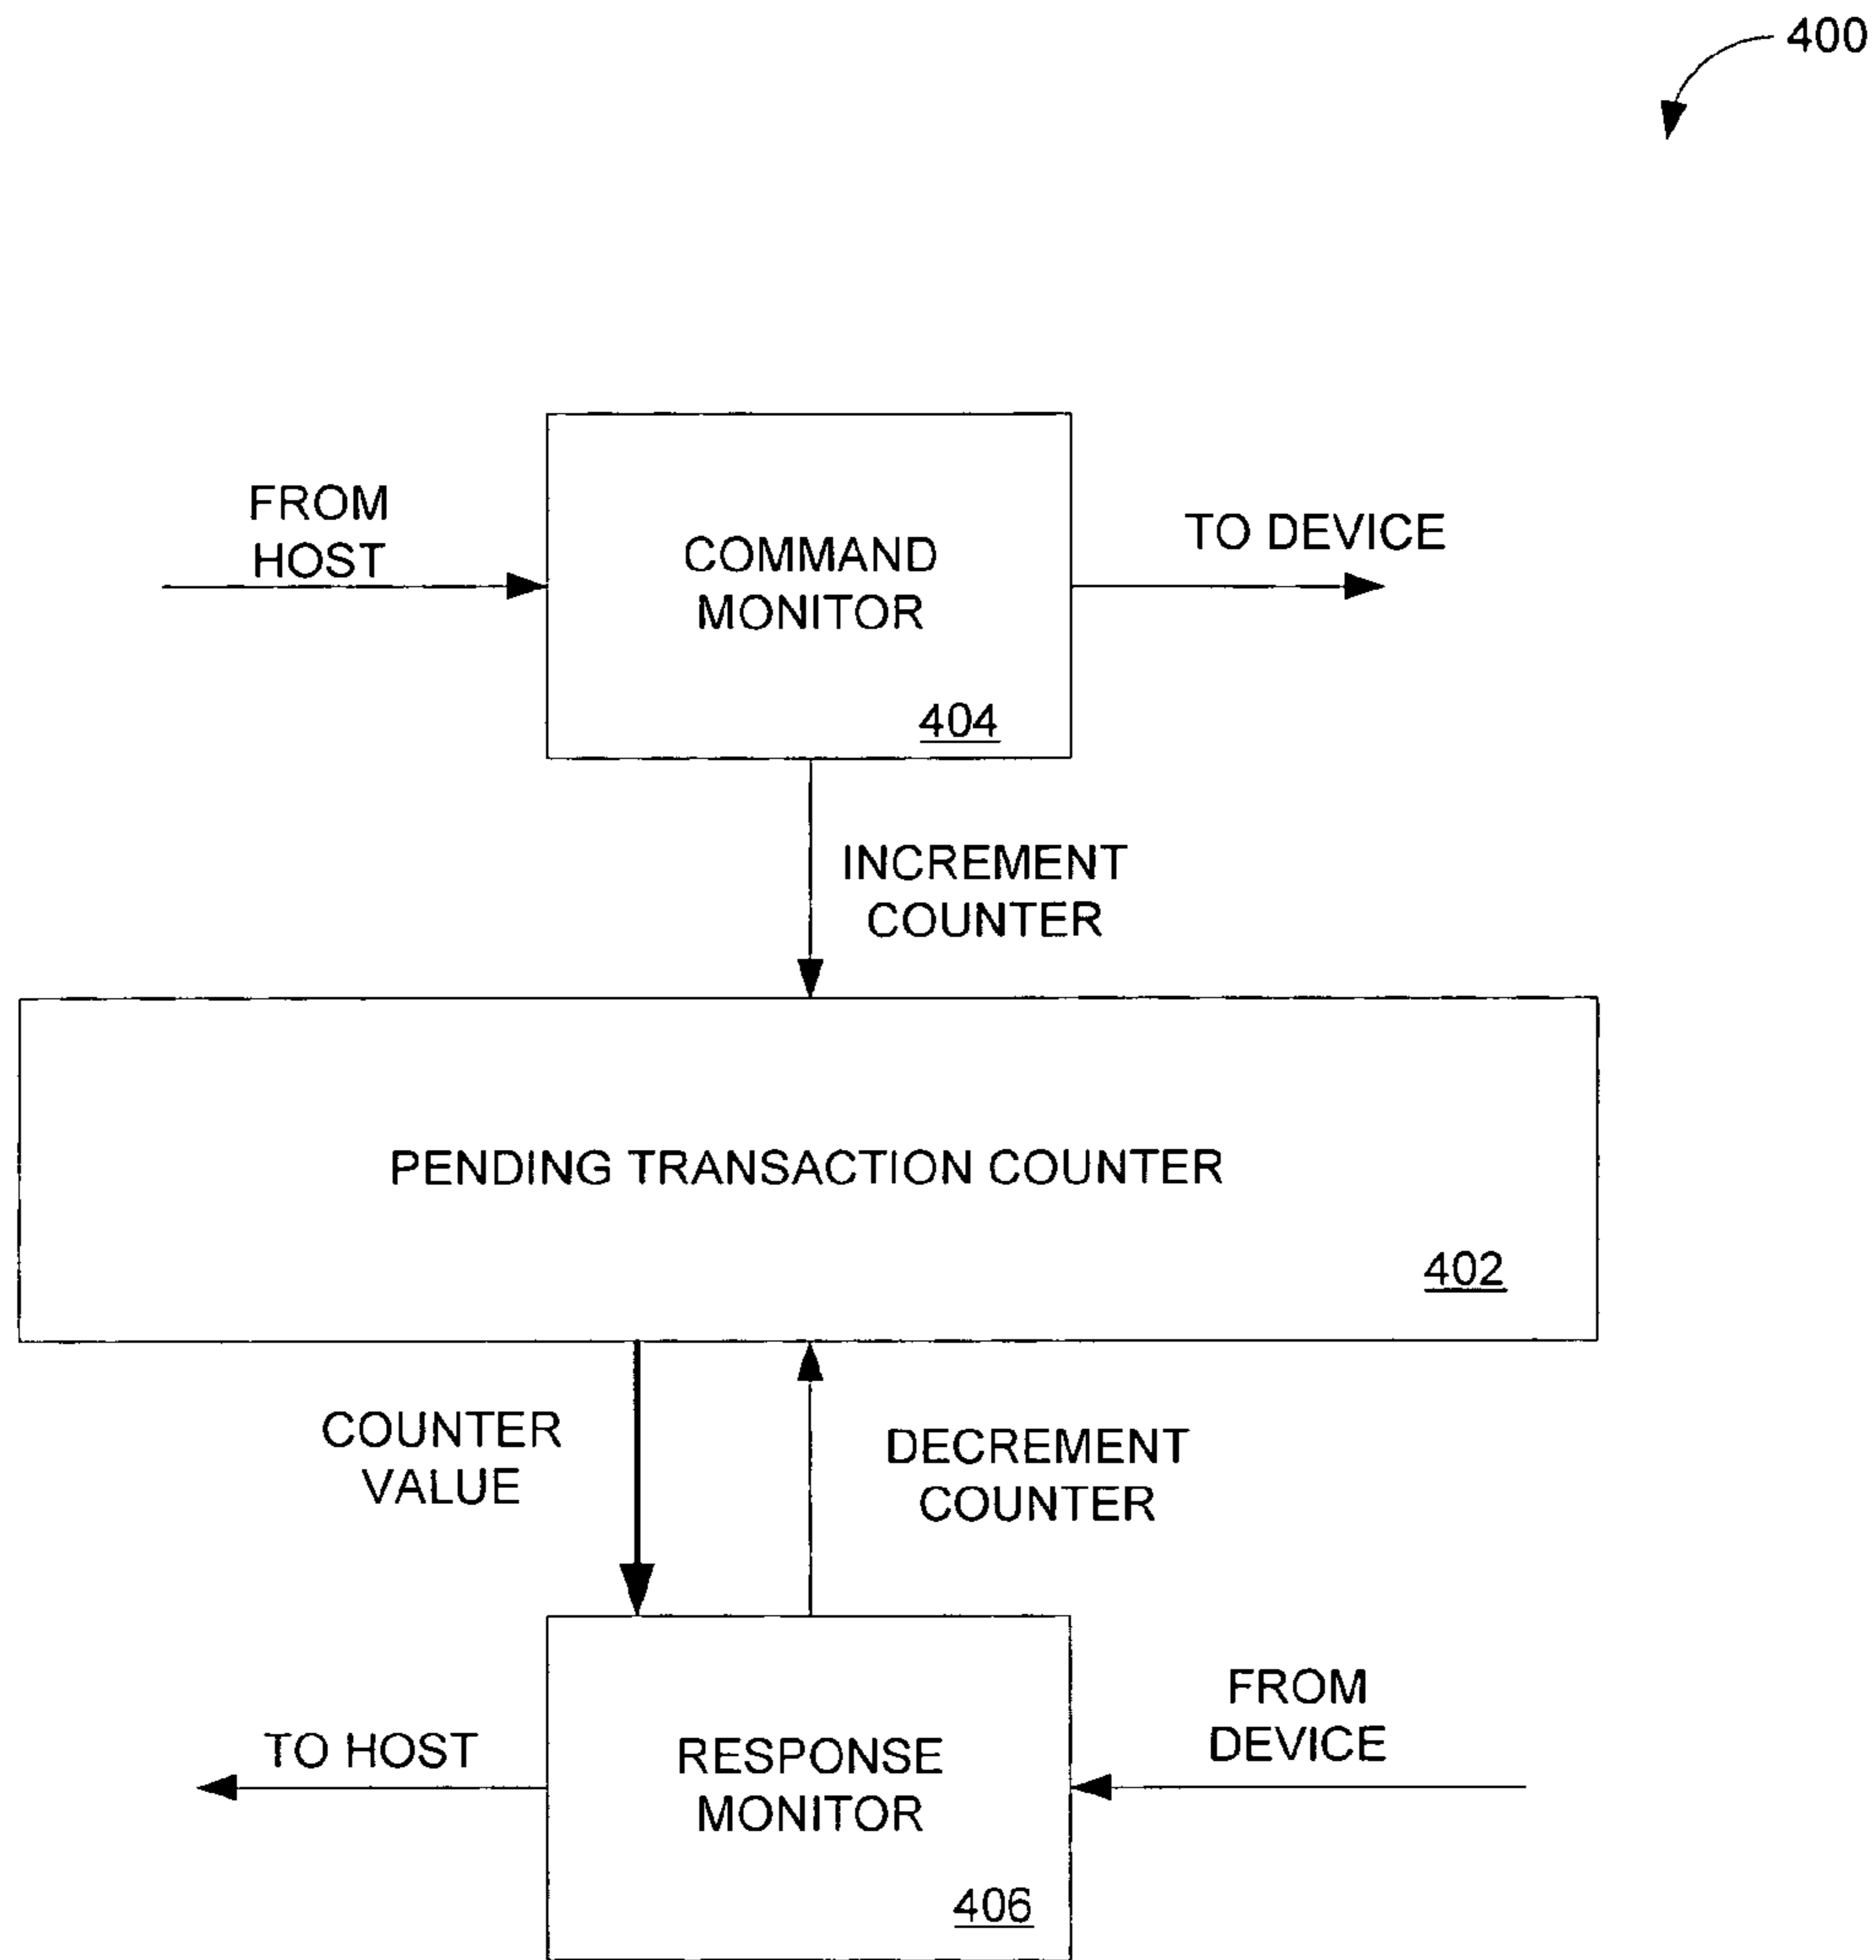 400
FROM
HOST
COMMAND
MONITOR
404
TO DEVICE
INCREMENT
COUNTER
PENDING TRANSACTION COUNTER
402
COUNTER
VALUE
DECREMENT
COUNTER
TO HOST
RESPONSE
MONITOR
406
FROM
DEVICE